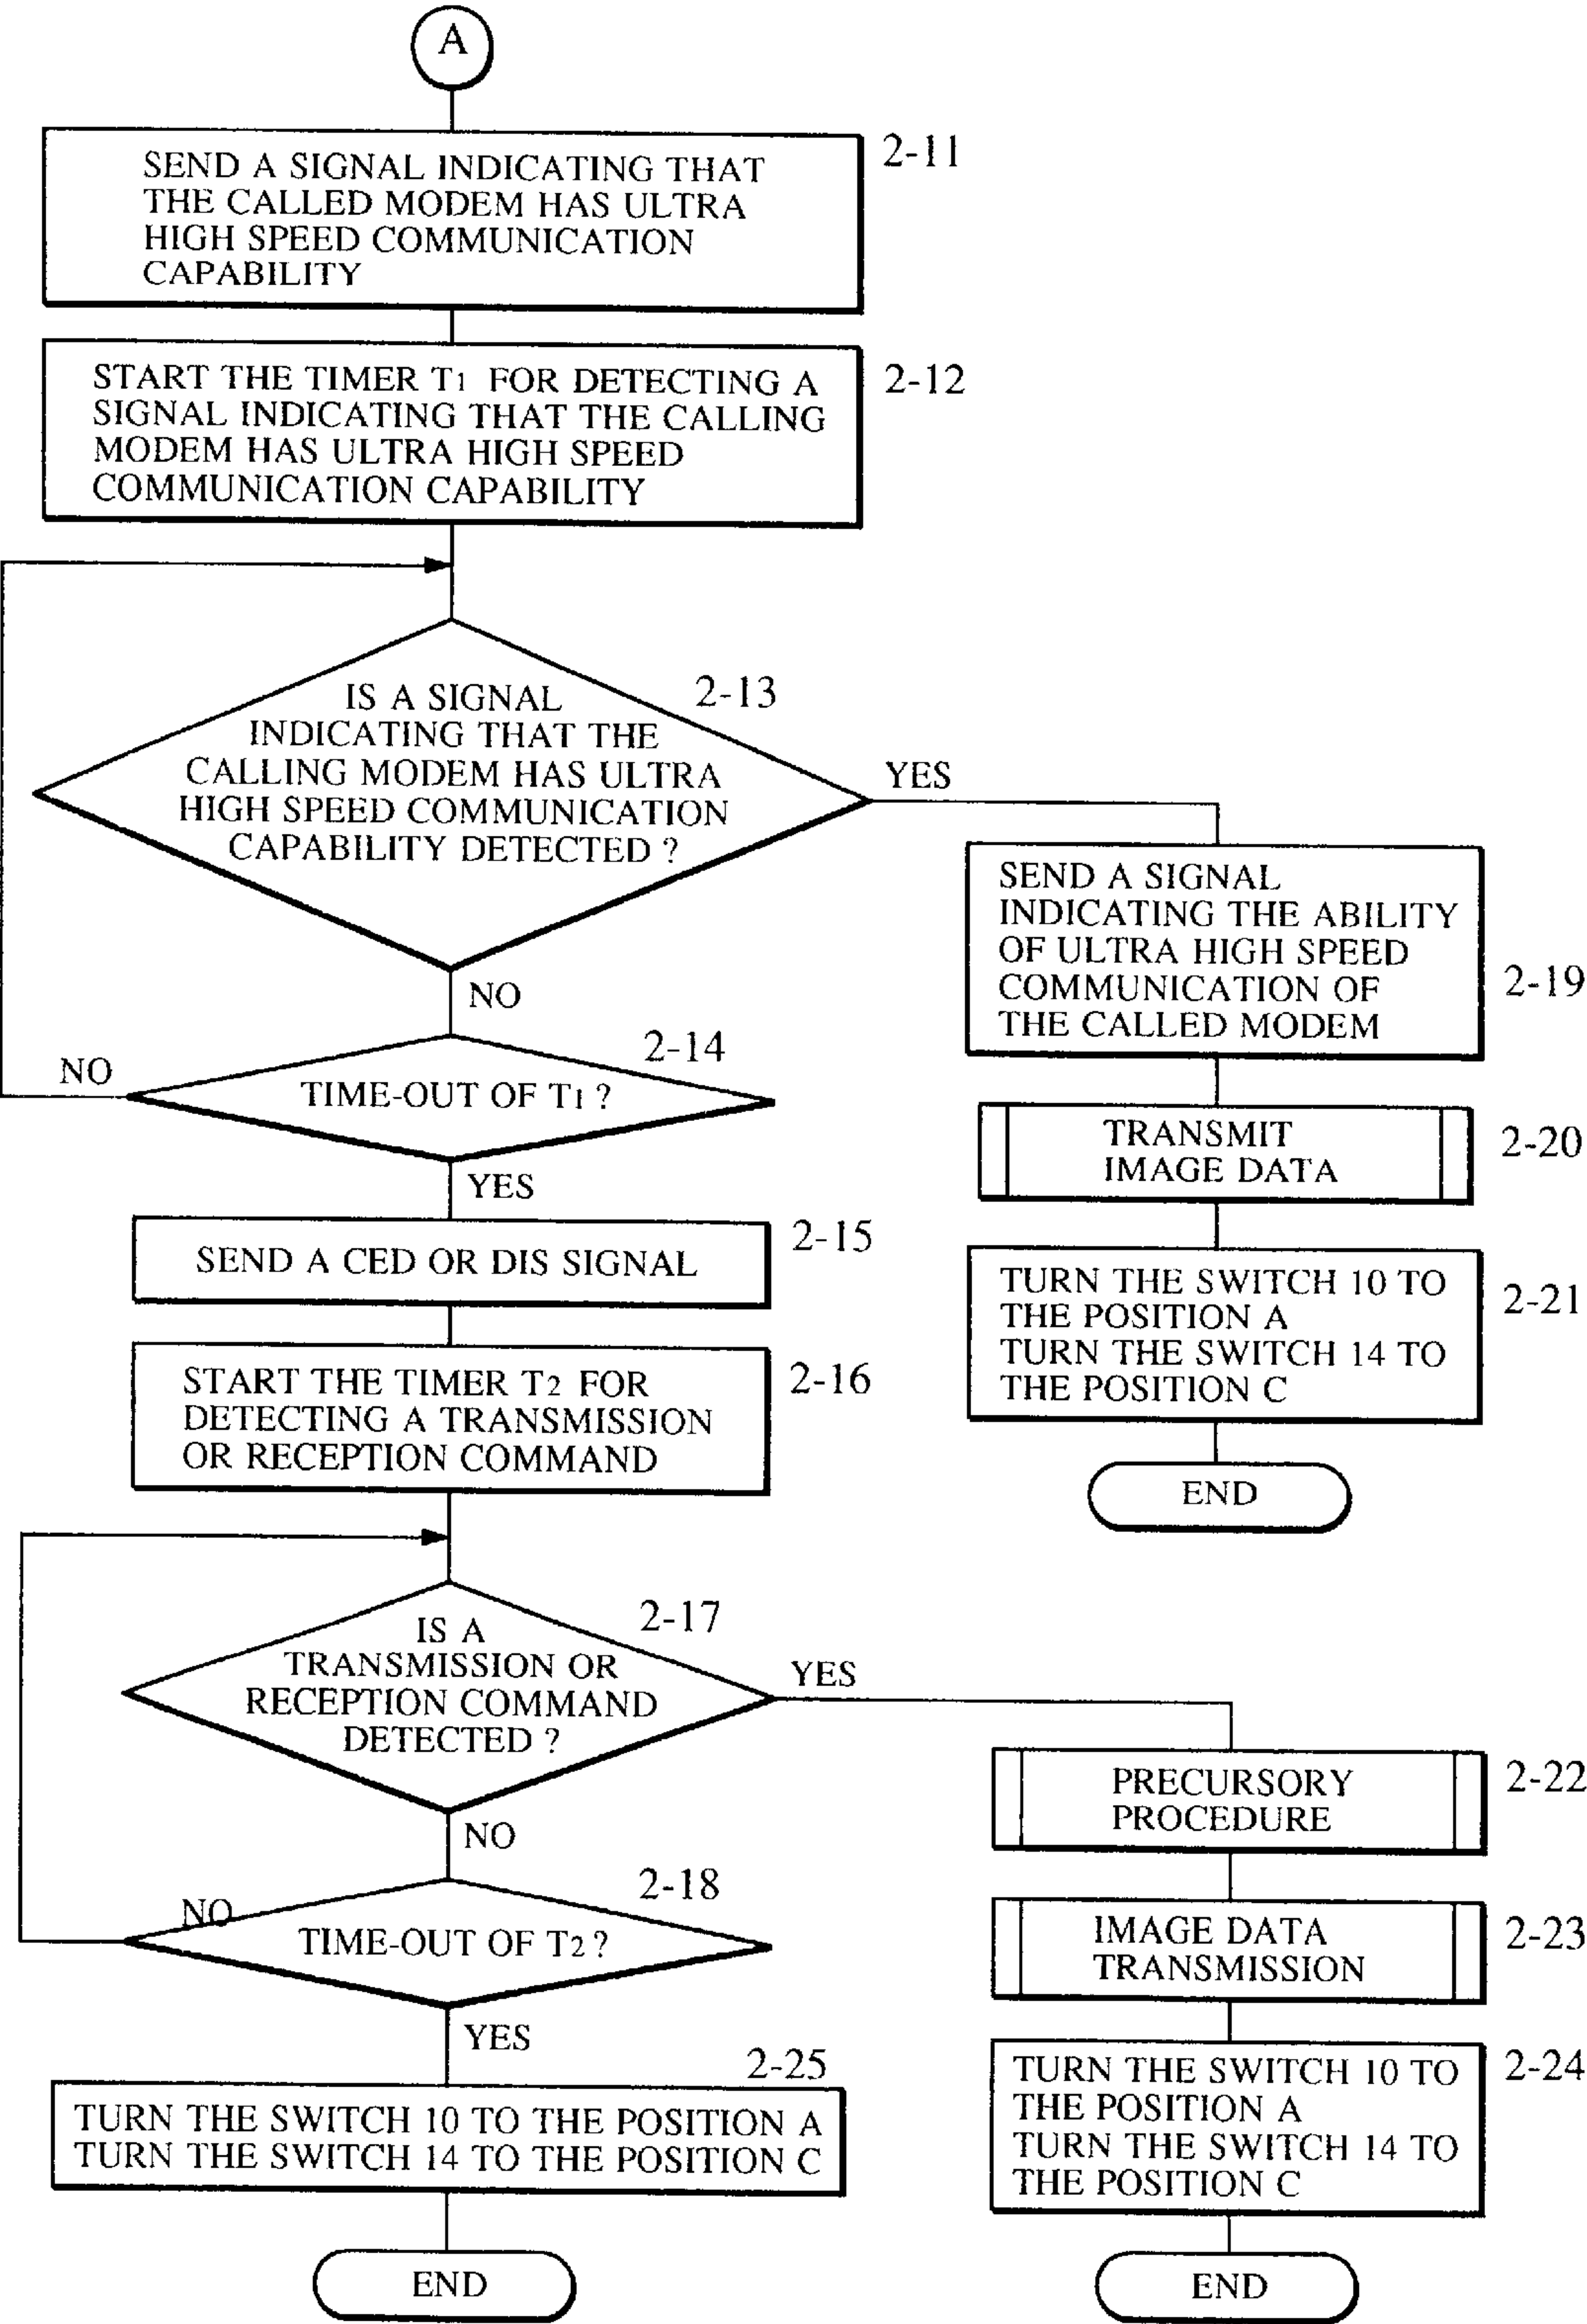 A
SEND A SIGNAL INDICATING THAT
THE CALLED MODEM HAS ULTRA
HIGH SPEED COMMUNICATION
CAPABILITY
2-11
START THE TIMER T1 FOR DETECTING A
SIGNAL INDICATING THAT THE CALLING
MODEM HAS ULTRA HIGH SPEED
COMMUNICATION CAPABILITY
2-12
IS A SIGNAL
INDICATING THAT THE
CALLING MODEM HAS ULTRA
HIGH SPEED COMMUNICATION
CAPABILITY DETECTED ?
2-13
YES
NO
SEND A SIGNAL
INDICATING THE ABILITY
OF ULTRA HIGH SPEED
COMMUNICATION OF
THE CALLED MODEM
2-19
TIME-OUT OF T1 ?
2-14
NO
YES
TRANSMIT
IMAGE DATA
2-20
SEND A CED OR DIS SIGNAL
2-15
TURN THE SWITCH 10 TO
THE POSITION A
TURN THE SWITCH 14 TO
THE POSITION C
2-21
START THE TIMER T2 FOR
DETECTING A TRANSMISSION
OR RECEPTION COMMAND
2-16
END
IS A
TRANSMISSION OR
RECEPTION COMMAND
DETECTED ?
2-17
YES
NO
PRECURSORY
PROCEDURE
2-22
TIME-OUT OF T2 ?
2-18
NO
YES
IMAGE DATA
TRANSMISSION
2-23
2-25
TURN THE SWITCH 10 TO THE POSITION A
TURN THE SWITCH 14 TO THE POSITION C
TURN THE SWITCH 10 TO
THE POSITION A
TURN THE SWITCH 14 TO
THE POSITION C
2-24
END
END